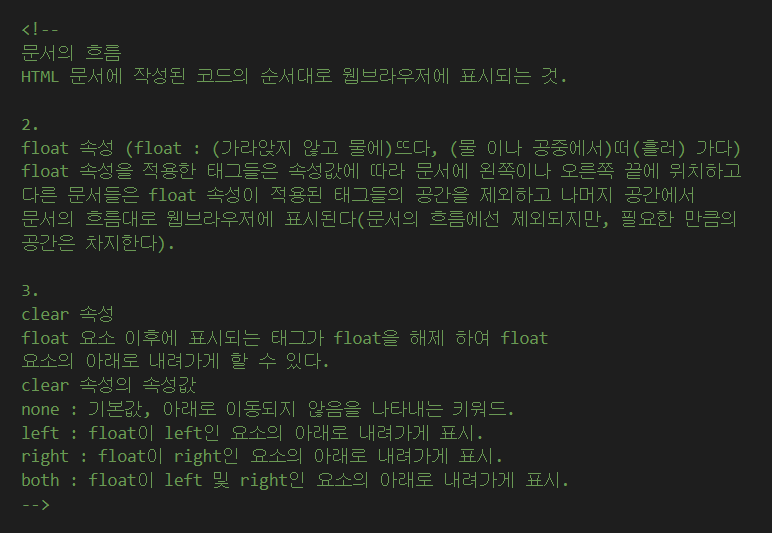 <!--
문서의 흐름
HTML 문서에 작성된 코드의 순서대로 웹브라우저에 표시되는 것.
2.
float 속성 (float : (가라앉지 않고 물에)뜨다, (물 이나 공중에서)떠(흘러) 가다)
float 속성을 적용한 태그들은 속성값에 따라 문서에 왼쪽이나 오른쪽 끝에 위치하고
다른 문서들은 float 속성이 적용된 태그들의 공간을 제외하고 나머지 공간에서
문서의 흐름대로 웹브라우저에 표시된다(문서의 흐름에선 제외되지만, 필요한 만큼의
공간은 차지한다).
3.
clear 속성
float 요소 이후에 표시되는 태그가 float을 해제 하여 float
요소의 아래로 내려가게 할 수 있다.
clear 속성의 속성값
none : 기본값, 아래로 이동되지 않음을 나타내는 키워드.
left : float이 left인 요소의 아래로 내려가게 표시.
right : float이 right인 요소의 아래로 내려가게 표시.
both : float이 left 및 right인 요소의 아래로 내려가게 표시.
-->